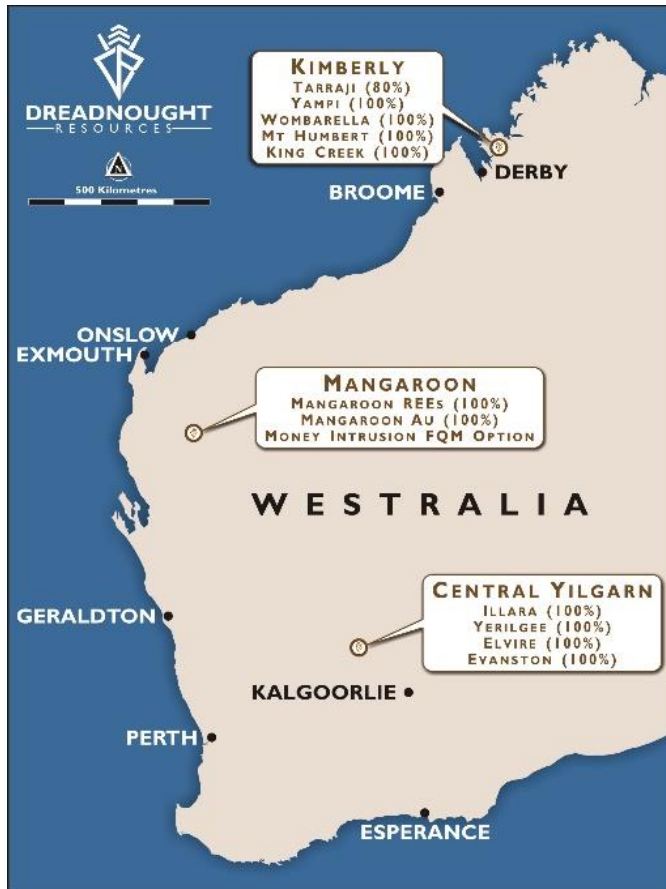 DREADNOUGHT
RESOURCES
N
500 Kilometres
KIMBERLY
TARRAJI (80%)
YAMPI (100%)
WOMBARELLA (100%)
MT HUMBERT (100%)
KING CREEK (100%)
DERBY
BROOME
ONSLOW
EXMOUTH
MANGAROON
MANGAROON REES (100%)
MANGAROON AU (100%)
MONEY INTRUSION FQM OPTION
WESTRALIA
CENTRAL YILGARN
ILLARA (100%)
YERILGEE (100%)
ELVIRE (100%)
EVANSTON (100%)
GERALDTON
KALGOORLIE
PERTH
ESPERANCE